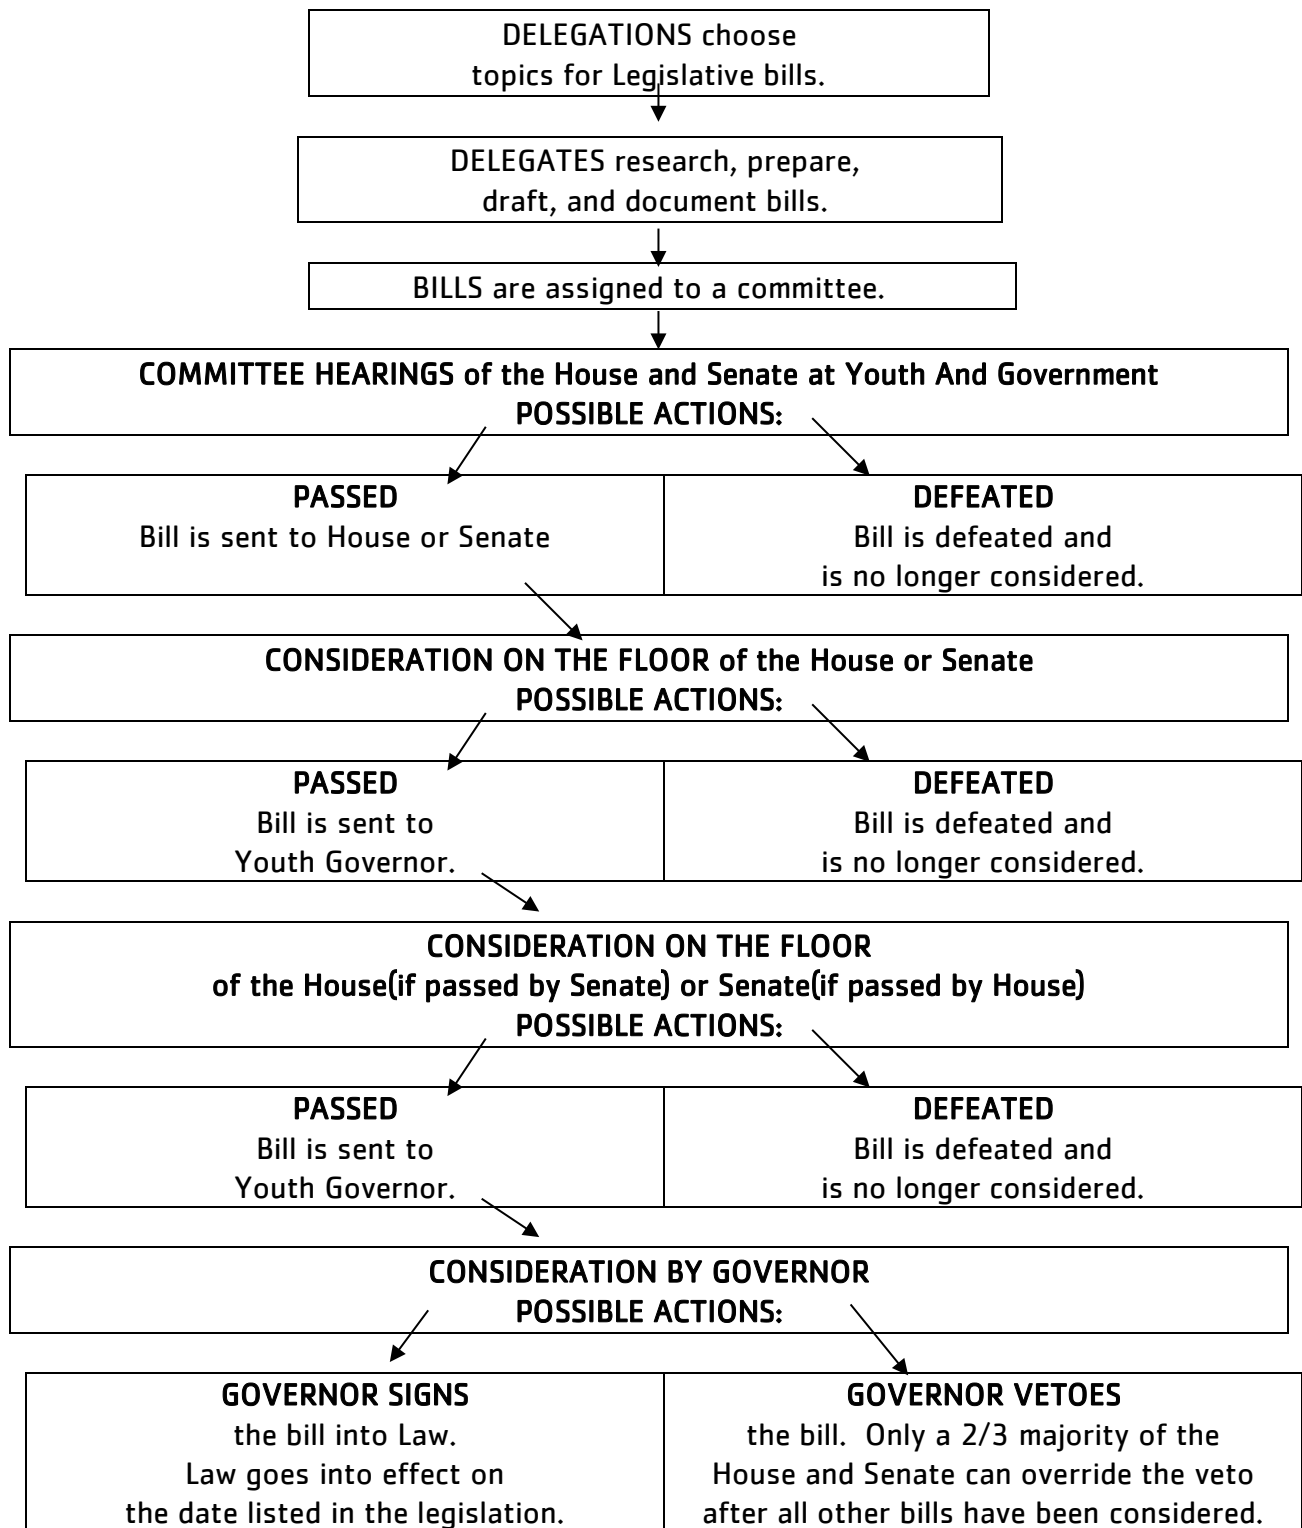 DELEGATIONS choose
topics for Legislative bills.
DELEGATES research, prepare,
draft, and document bills.
BILLS are assigned to a committee.
COMMITTEE HEARINGS of the House and Senate at Youth And Government
POSSIBLE ACTIONS:
PASSED
Bill is sent to House or Senate
DEFEATED
Bill is defeated and
is no longer considered.
CONSIDERATION ON THE FLOOR of the House or Senate
POSSIBLE ACTIONS:
PASSED
Bill is sent to
Youth Governor.
DEFEATED
Bill is defeated and
is no longer considered.
CONSIDERATION ON THE FLOOR
of the House(if passed by Senate) or Senate(if passed by House)
POSSIBLE ACTIONS:
PASSED
Bill is sent to
Youth Governor.
DEFEATED
Bill is defeated and
is no longer considered.
CONSIDERATION BY GOVERNOR
POSSIBLE ACTIONS:
GOVERNOR SIGNS
the bill into Law.
Law goes into effect on
the date listed in the legislation.
GOVERNOR VETOES
the bill.  Only a 2/3 majority of the
House and Senate can override the veto
after all other bills have been considered.